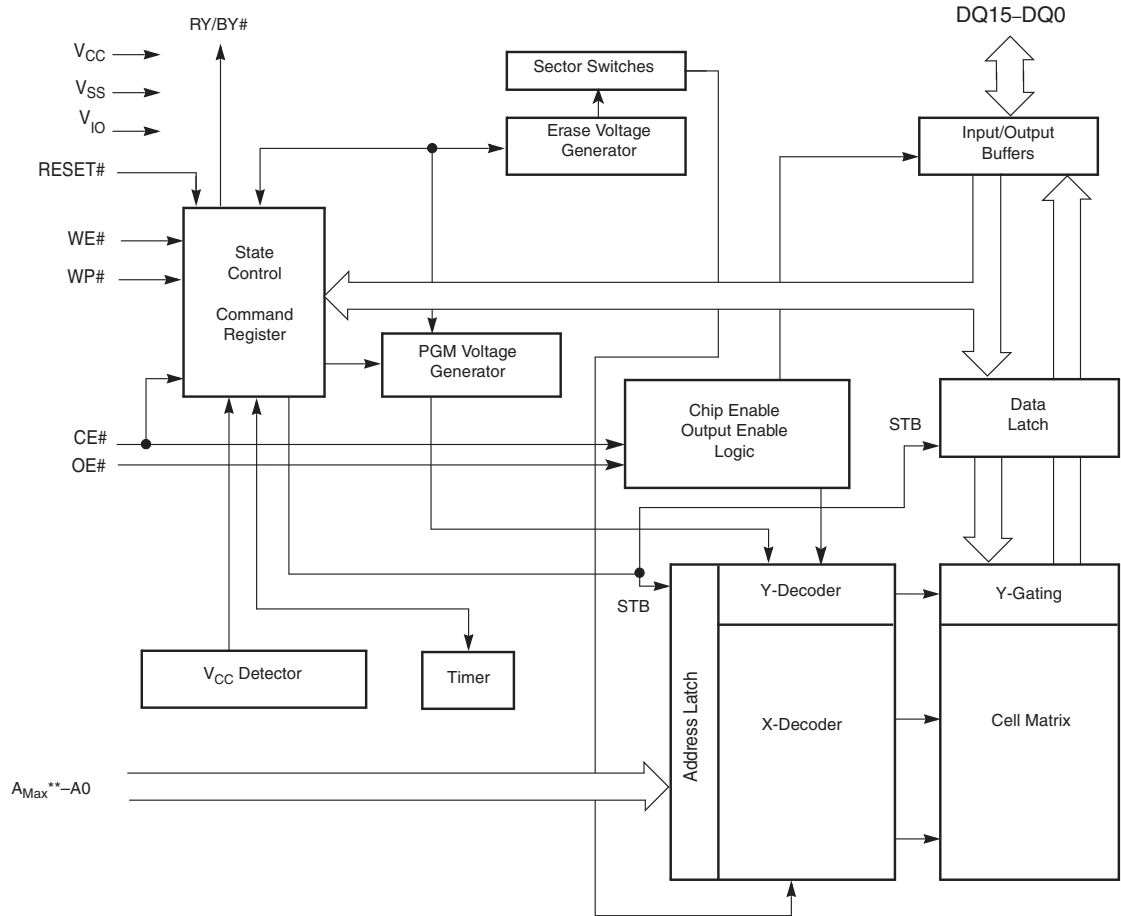 RY/BY#
DQ15–DQ0
VCC
VSS
VIO
RESET#
WE#
WP#
CE#
OE#
Sector Switches
Erase Voltage
Generator
Input/Output
Buffers
State
Control
Command
Register
PGM Voltage
Generator
Chip Enable
Output Enable
Logic
STB
Data
Latch
STB
Y-Decoder
Y-Gating
VCC Detector
Timer
Address Latch
X-Decoder
Cell Matrix
AMax**–A0